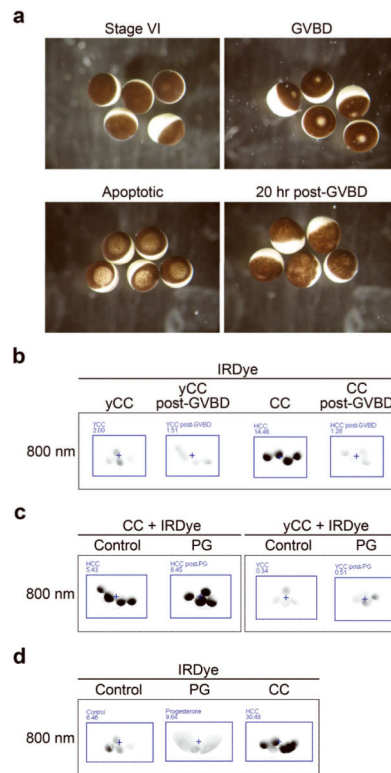 a
Stage VI GVBD
Apoptotic 20 hr post-GVBD
b
IRDye
yCC yCC post-GVBD CC CC post-GVBD
800 nm
YCC 2.09
YCC post-GVBD 1.51
HCC 14.46
HCC post-GVBD 1.28
c
CC + IRDye yCC + IRDye
Control PG Control PG
800 nm
HCC 5.43
HCC post-PG 8.45
YCC 0.34
YCC post-PG 0.51
d
IRDye
Control PG CC
800 nm
Control 6.46
Progesterone 9.64
HCC 30.48